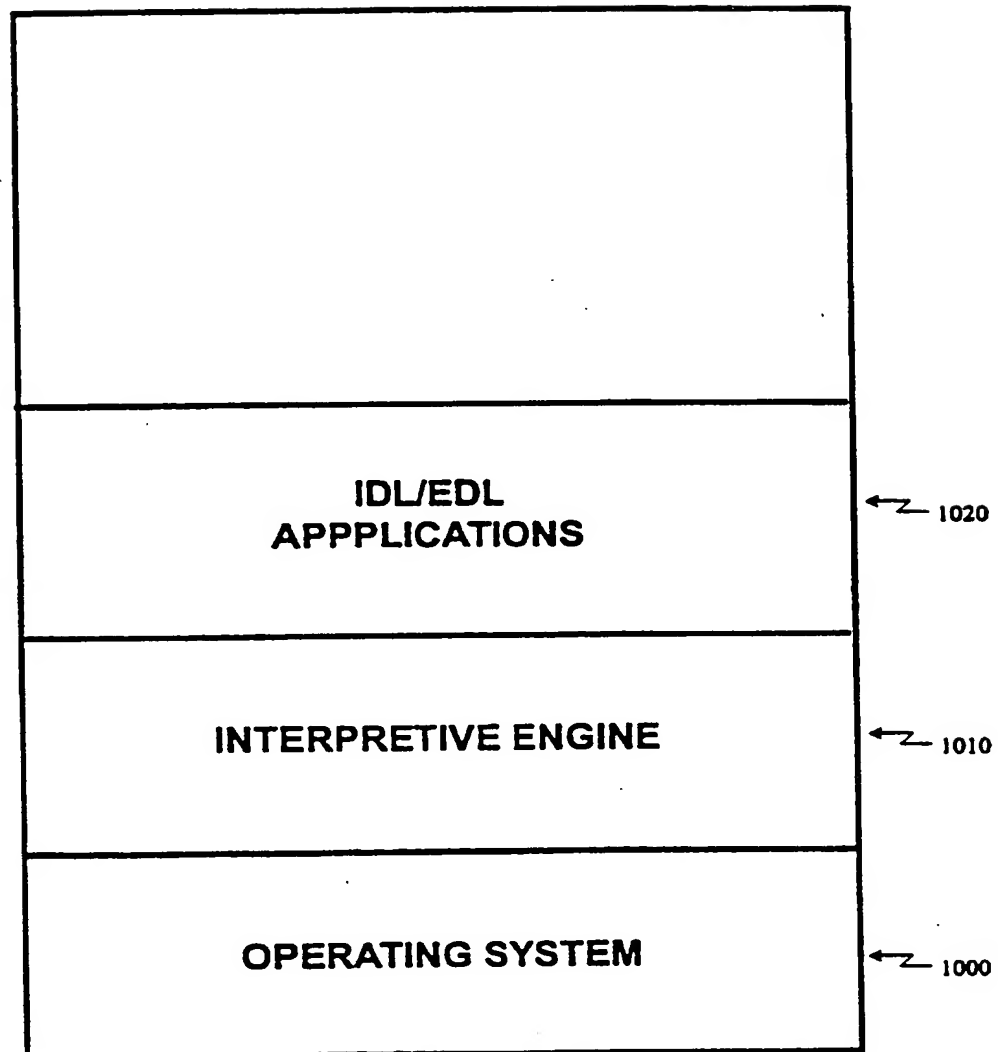 IDL/EDL
APPPLICATIONS
1020
INTERPRETIVE ENGINE
1010
OPERATING SYSTEM
1000